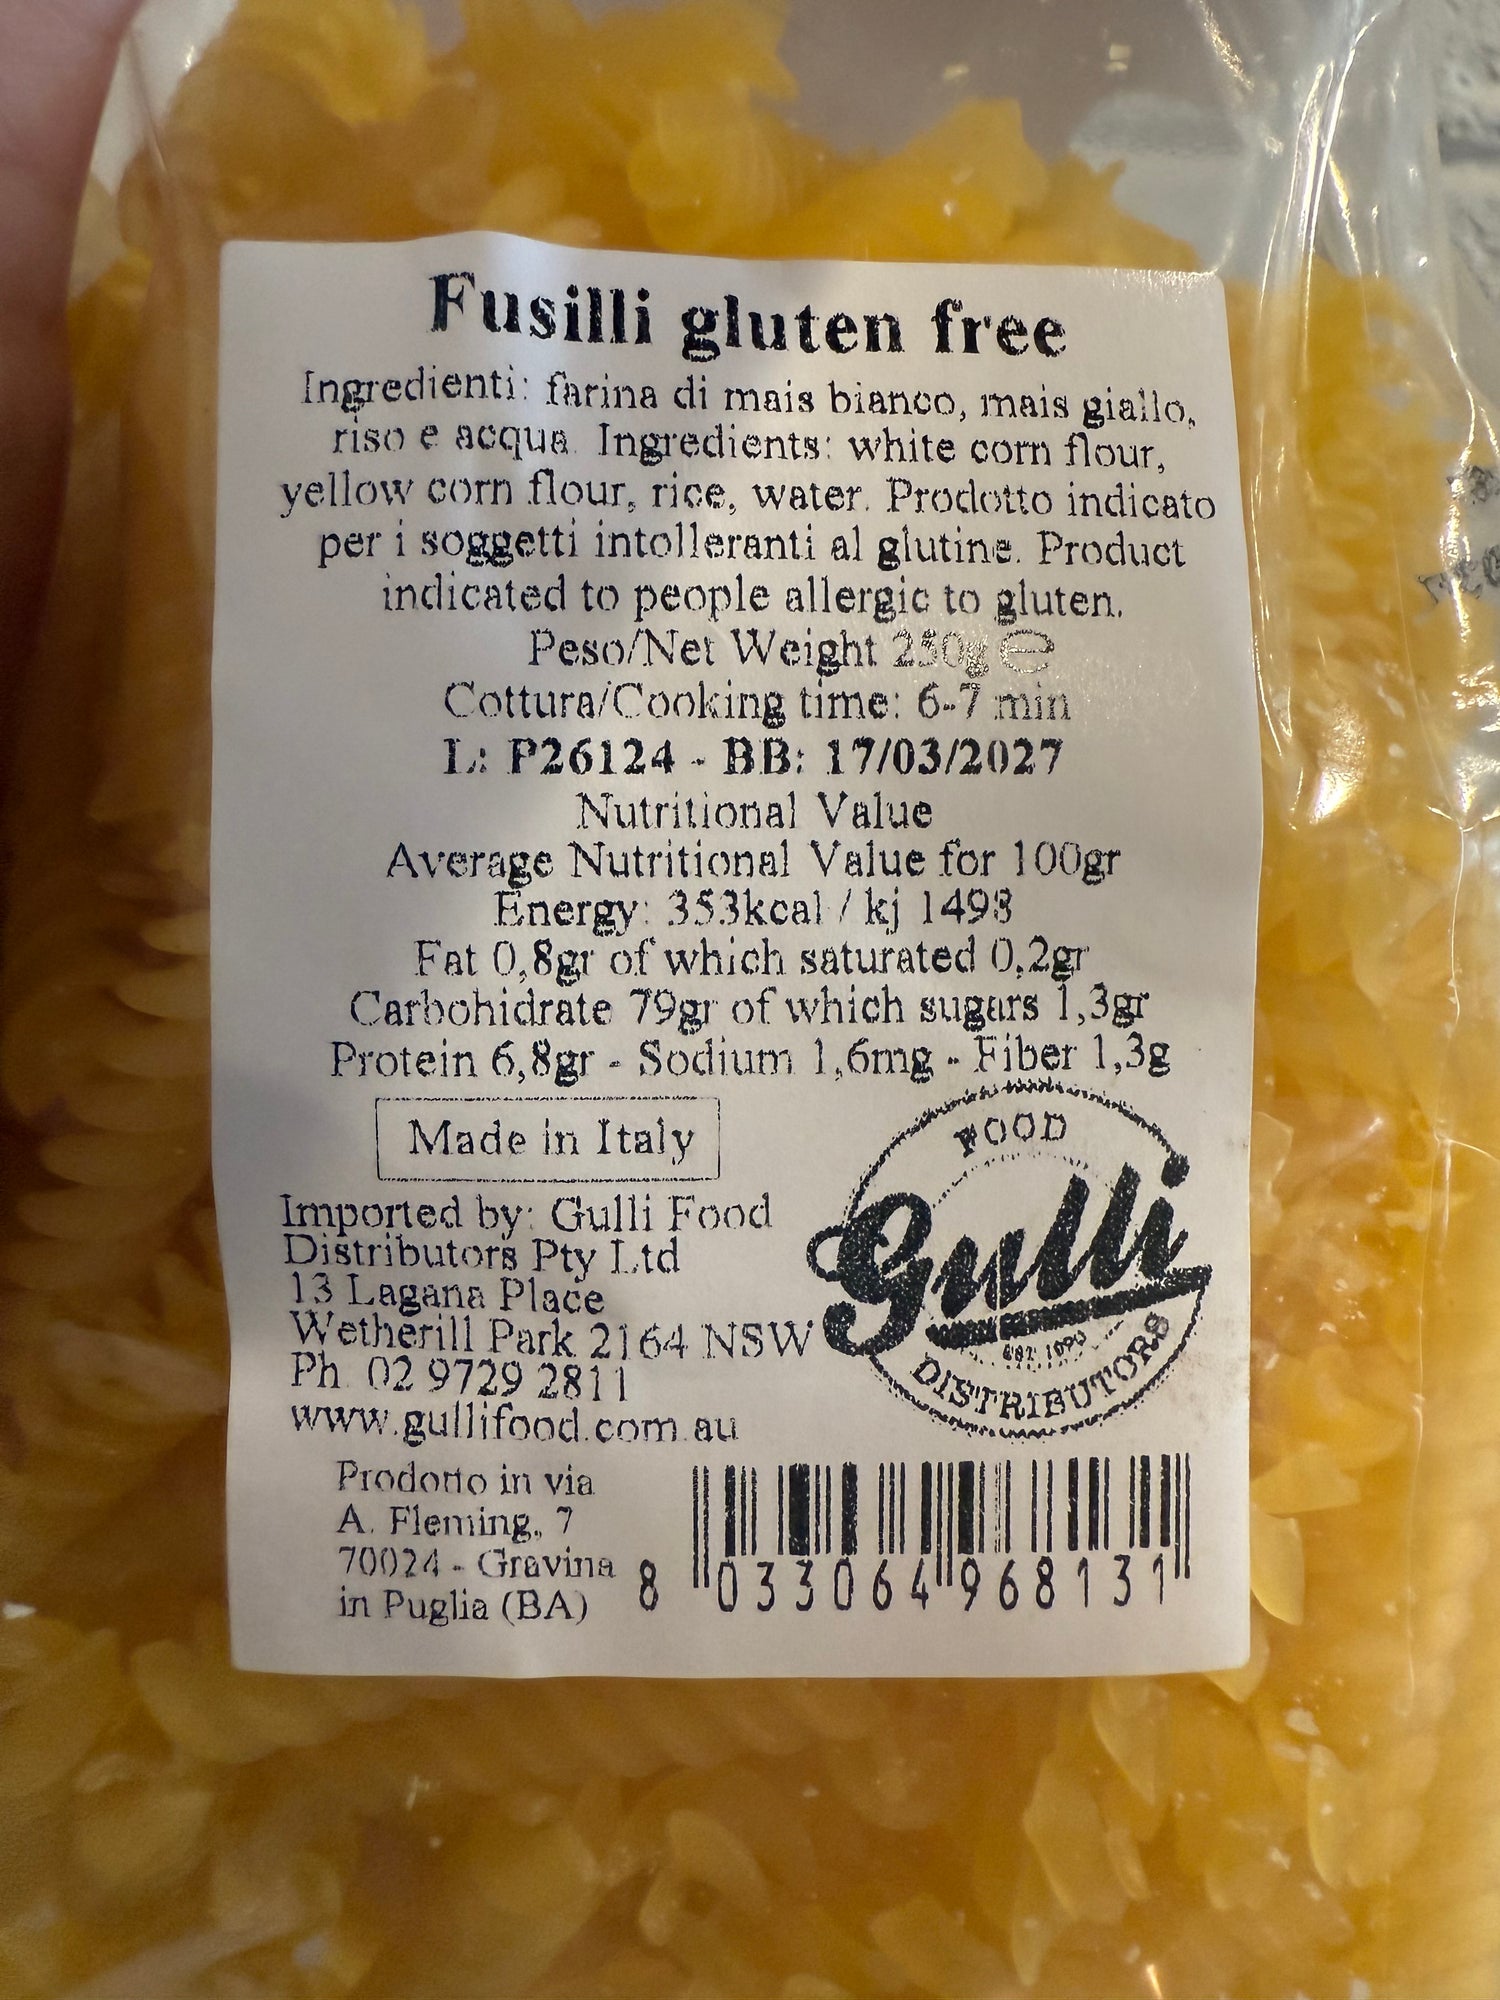 Fusilli gluten free
Ingredienti: farina di mais bianco, mais giallo,
riso e acqua. Ingredients: white corn flour,
yellow corn flour, rice, water. Prodotto indicato
per i soggetti intolleranti al glutine. Product
indicated to people allergic to gluten.
Peso/Net Weight 250g e
Cottura/Cooking time: 6-7 min
L: P26124 - BB: 17/03/2027
Nutritional Value
Average Nutritional Value for 100gr
Energy: 353kcal / kj 1498
Fat 0,8gr of which saturated 0,2gr
Carbohidrate 79gr of which sugars 1,3gr
Protein 6,8gr - Sodium 1,6mg - Fiber 1,3g
Made in Italy
Imported by: Gulli Food
Distributors Pty Ltd
13 Lagana Place
Wetherill Park 2164 NSW
Ph. 02 9729 2811
www.gullifood.com.au
FOOD
Gulli
EST.
DISTRIBUTORS
Prodotto in via
A. Fleming, 7
70024 - Gravina
in Puglia (BA)
8 033064 968131